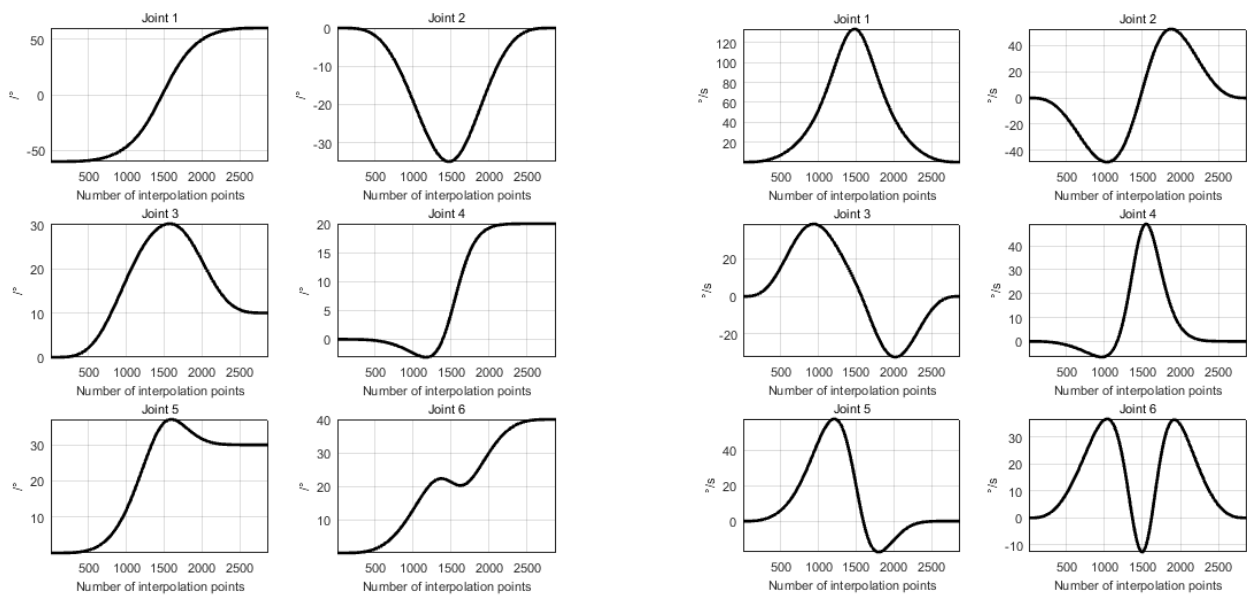 Joint 1
50
0
-50
/°
500 1000 1500 2000 2500
Number of interpolation points
Joint 2
0
-10
-20
-30
/°
500 1000 1500 2000 2500
Number of interpolation points
Joint 1
120
100
80
60
40
20
°/s
500 1000 1500 2000 2500
Number of interpolation points
Joint 2
40
20
0
-20
-40
°/s
500 1000 1500 2000 2500
Number of interpolation points
Joint 3
30
20
10
0
/°
500 1000 1500 2000 2500
Number of interpolation points
Joint 4
20
15
10
5
0
/°
500 1000 1500 2000 2500
Number of interpolation points
Joint 3
20
0
-20
°/s
500 1000 1500 2000 2500
Number of interpolation points
Joint 4
40
30
20
10
0
°/s
500 1000 1500 2000 2500
Number of interpolation points
Joint 5
30
20
10
/°
500 1000 1500 2000 2500
Number of interpolation points
Joint 6
40
30
20
10
0
/°
500 1000 1500 2000 2500
Number of interpolation points
Joint 5
40
20
0
°/s
500 1000 1500 2000 2500
Number of interpolation points
Joint 6
30
20
10
0
-10
°/s
500 1000 1500 2000 2500
Number of interpolation points